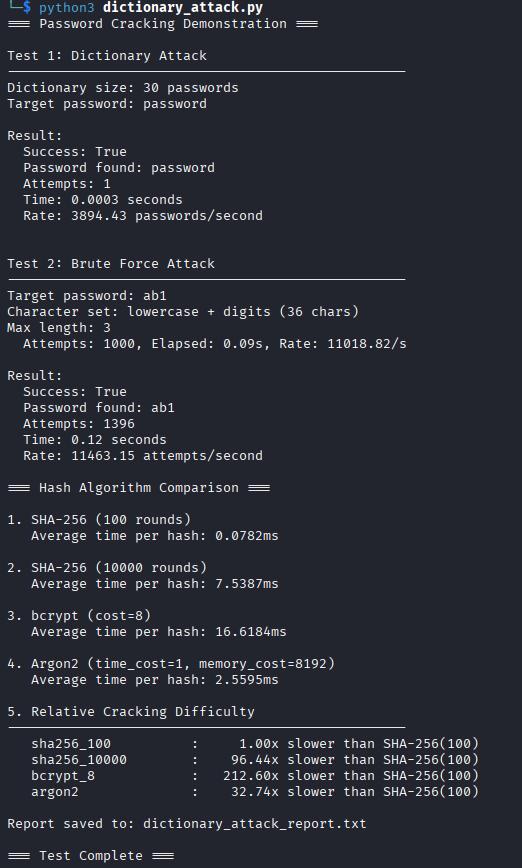 └─$ python3 dictionary_attack.py
=== Password Cracking Demonstration ===
Test 1: Dictionary Attack
Dictionary size: 30 passwords
Target password: password
Result:
Success: True
Password found: password
Attempts: 1
Time: 0.0003 seconds
Rate: 3894.43 passwords/second
Test 2: Brute Force Attack
Target password: ab1
Character set: lowercase + digits (36 chars)
Max length: 3
Attempts: 1000, Elapsed: 0.09s, Rate: 11018.82/s
Result:
Success: True
Password found: ab1
Attempts: 1396
Time: 0.12 seconds
Rate: 11463.15 attempts/second
=== Hash Algorithm Comparison ===
1. SHA-256 (100 rounds)
Average time per hash: 0.0782ms
2. SHA-256 (10000 rounds)
Average time per hash: 7.5387ms
3. bcrypt (cost=8)
Average time per hash: 16.6184ms
4. Argon2 (time_cost=1, memory_cost=8192)
Average time per hash: 2.5595ms
5. Relative Cracking Difficulty
sha256_100 : 1.00x slower than SHA-256(100)
sha256_10000 : 96.44x slower than SHA-256(100)
bcrypt_8 : 212.60x slower than SHA-256(100)
argon2 : 32.74x slower than SHA-256(100)
Report saved to: dictionary_attack_report.txt
=== Test Complete ===